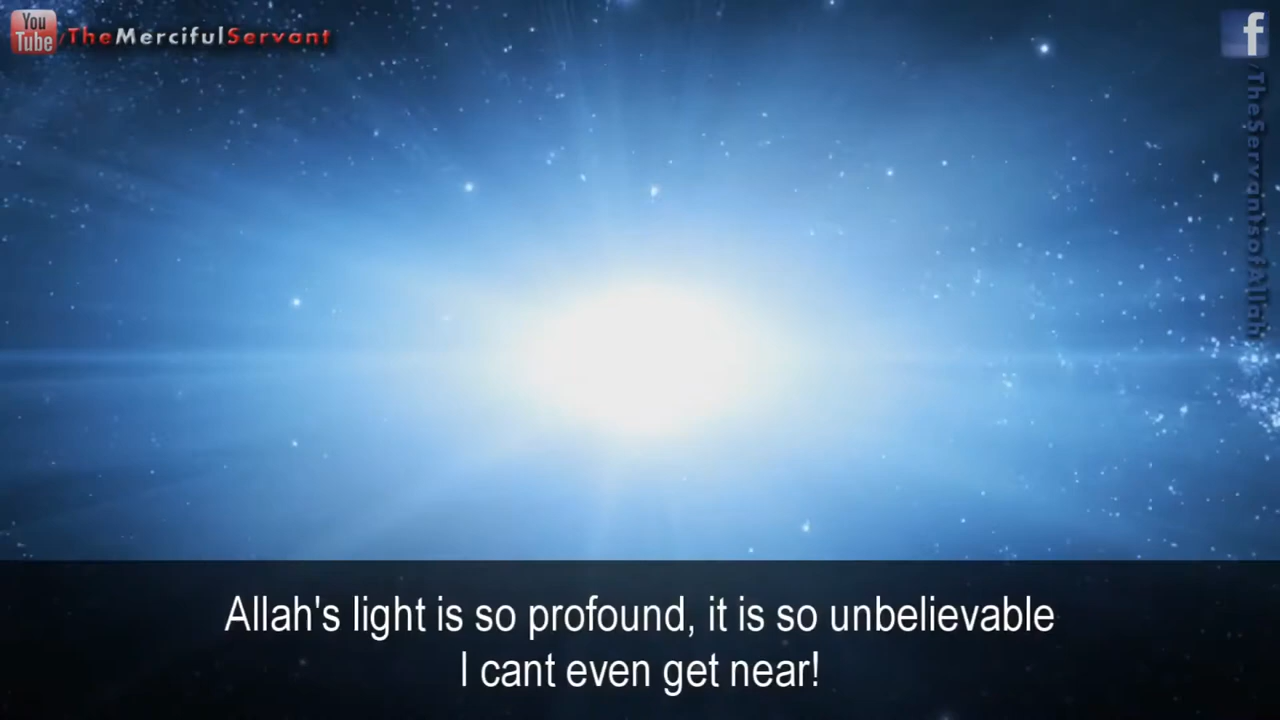 You
Tube
/TheMercifulServant
f
/TheServantsofAllah
Allah's light is so profound, it is so unbelievable
I cant even get near!